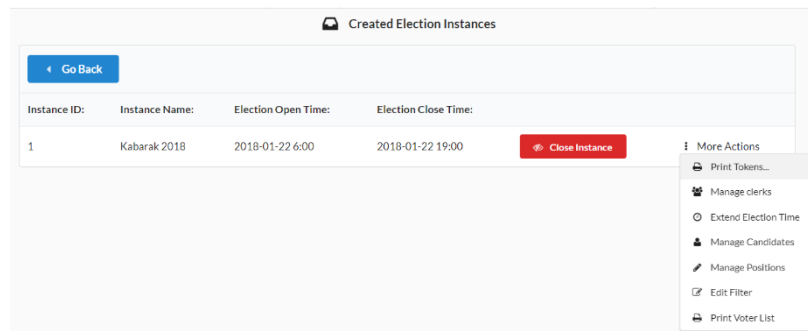 Created Election Instances
Go Back
Instance ID: Instance Name: Election Open Time: Election Close Time:
1 Kabarak 2018 2018-01-22 6:00 2018-01-22 19:00 Close Instance More Actions
Print Tokens...
Manage clerks
Extend Election Time
Manage Candidates
Manage Positions
Edit Filter
Print Voter List